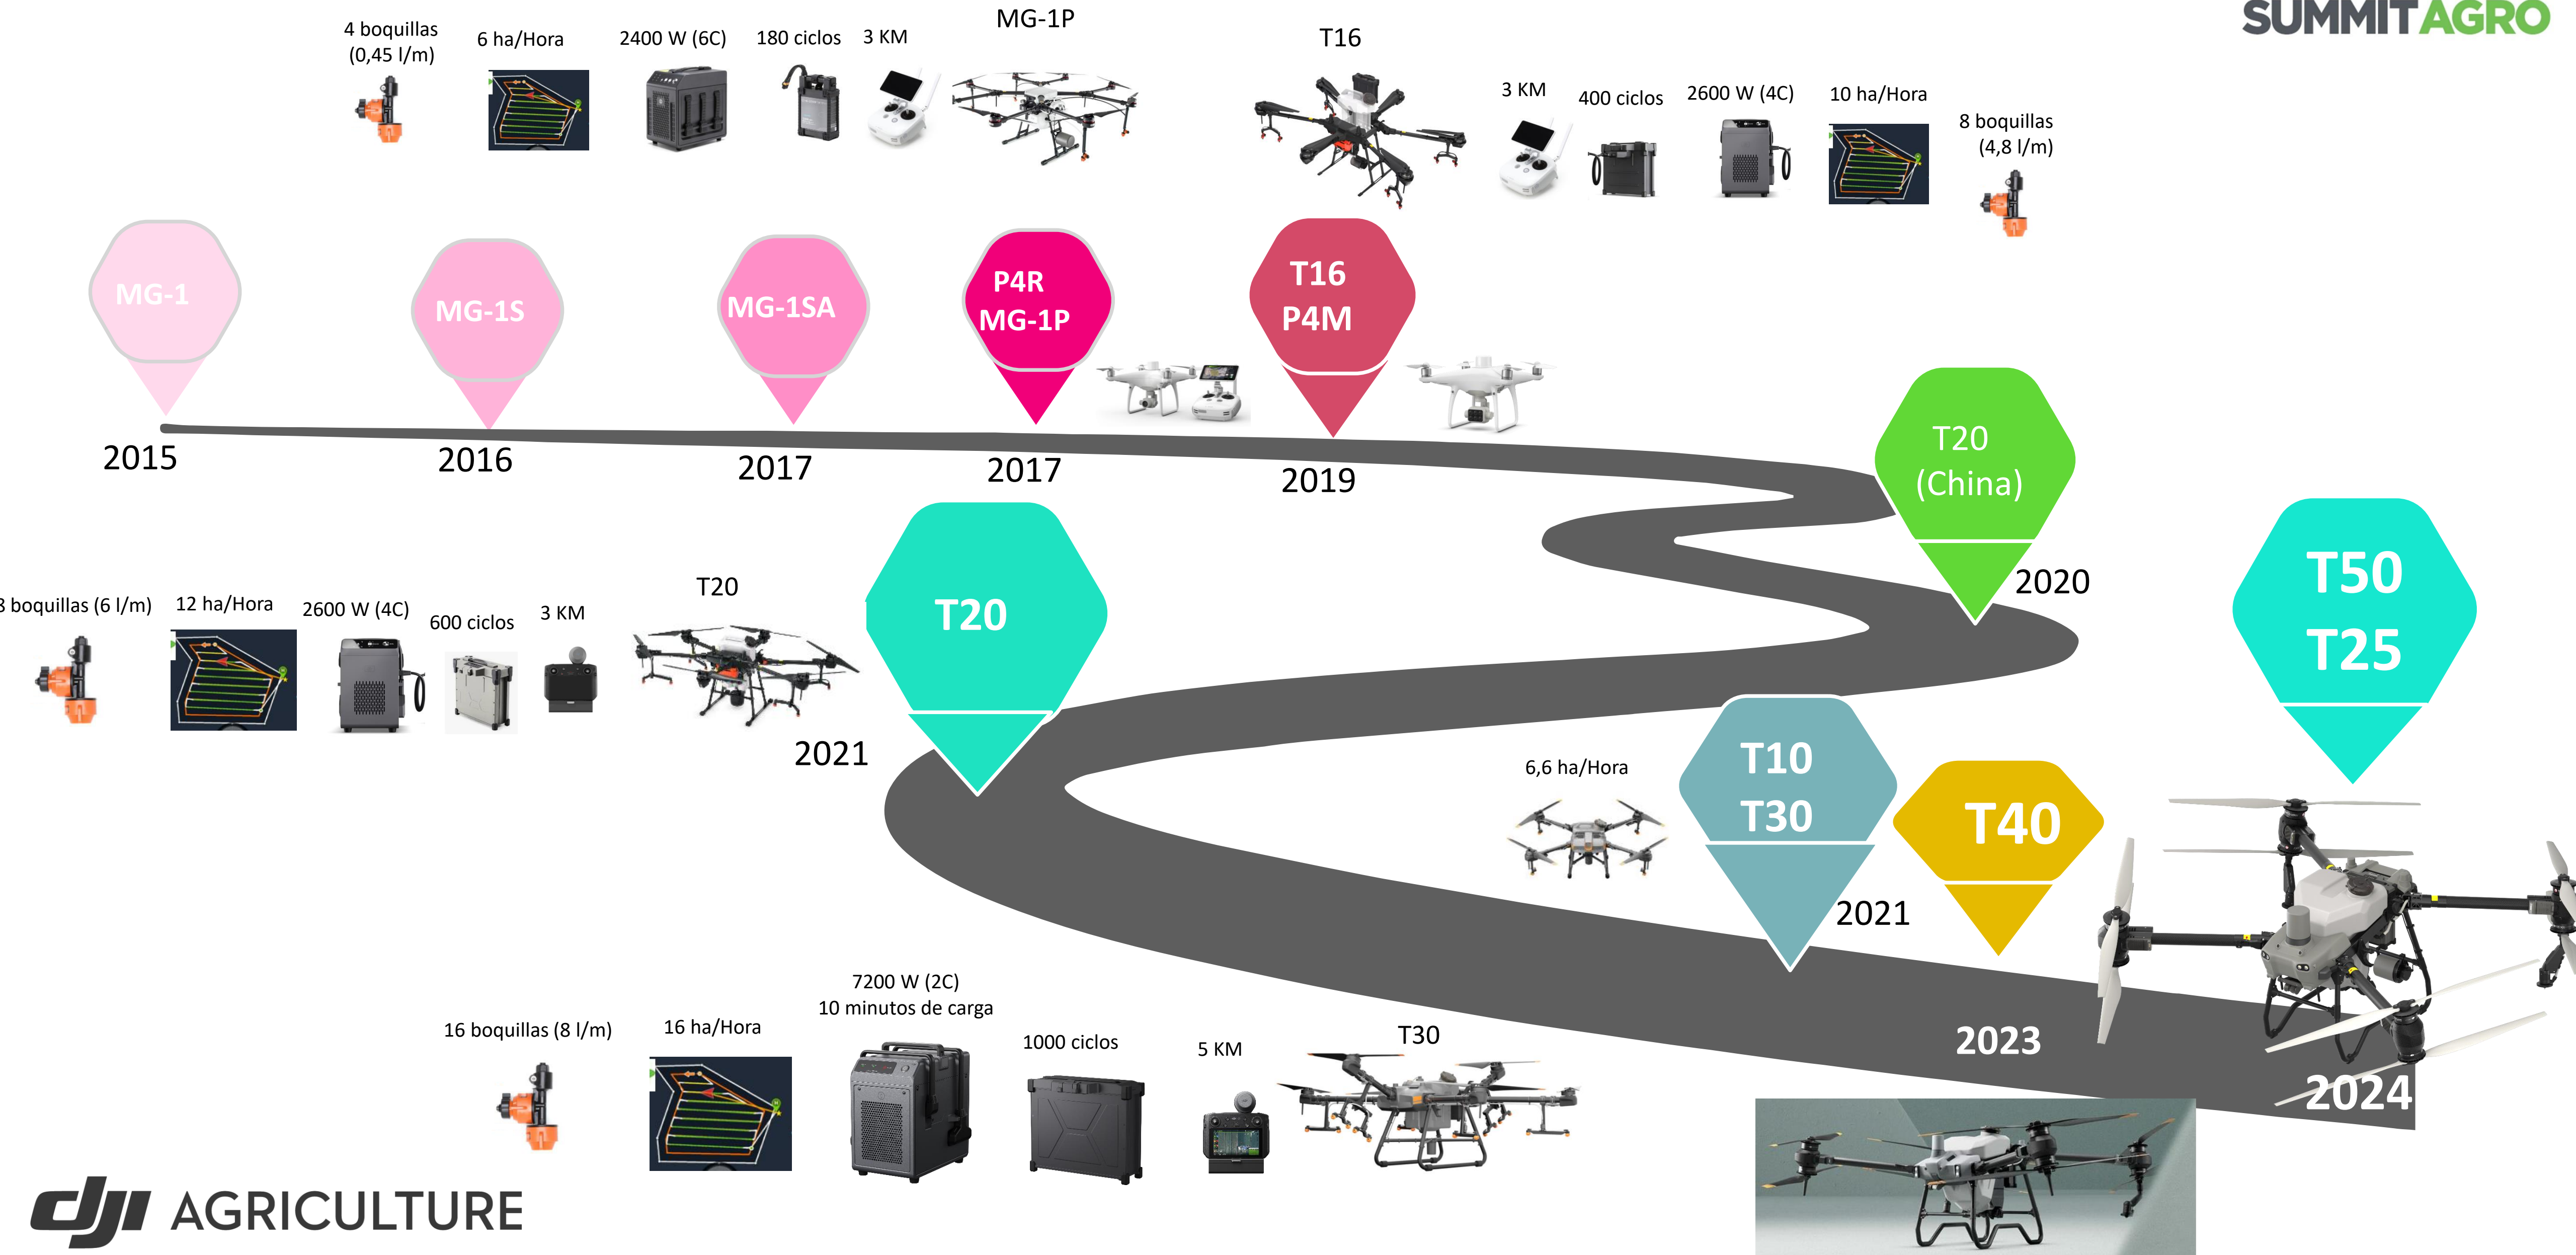 SUMMIT AGRO
4 boquillas
(0,45 l/m)
6 ha/Hora
2400 W (6C)
180 ciclos
3 KM
MG-1P
T16
3 KM
400 ciclos
2600 W (4C)
10 ha/Hora
8 boquillas
(4,8 l/m)
MG-1
MG-1S
MG-1SA
P4R
MG-1P
T16
P4M
2015
2016
2017
2017
2019
T20
(China)
2020
T50
T25
8 boquillas (6 l/m)
12 ha/Hora
2600 W (4C)
600 ciclos
3 KM
T20
T20
2021
6,6 ha/Hora
T10
T30
2021
T40
2023
2024
16 boquillas (8 l/m)
16 ha/Hora
7200 W (2C)
10 minutos de carga
1000 ciclos
5 KM
T30
dji AGRICULTURE